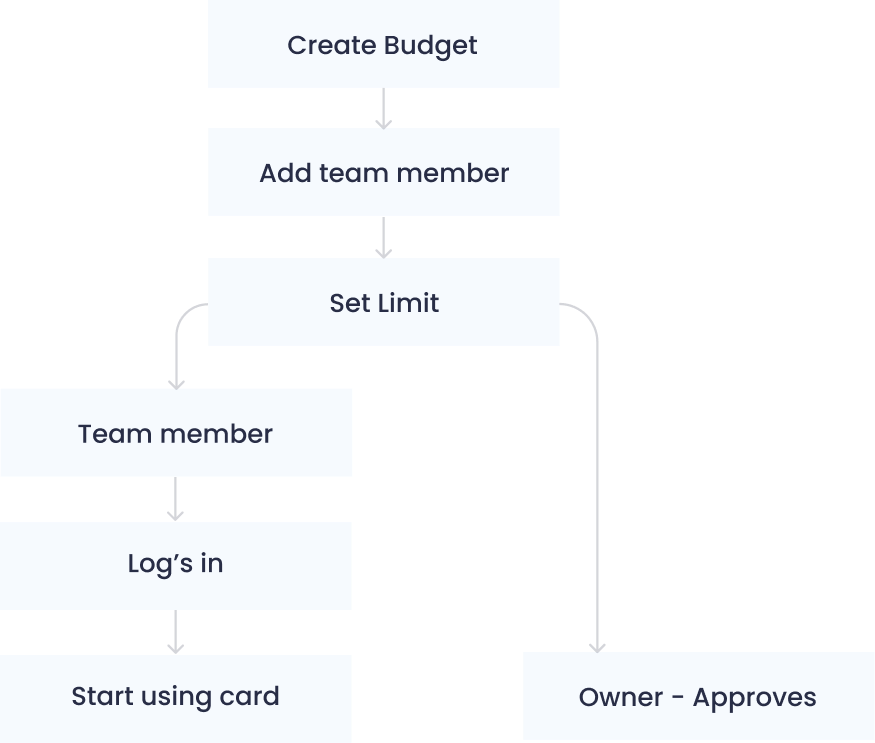 Create Budget
Add team member
Set Limit
Team member
Log’s in
Start using card
Owner - Approves